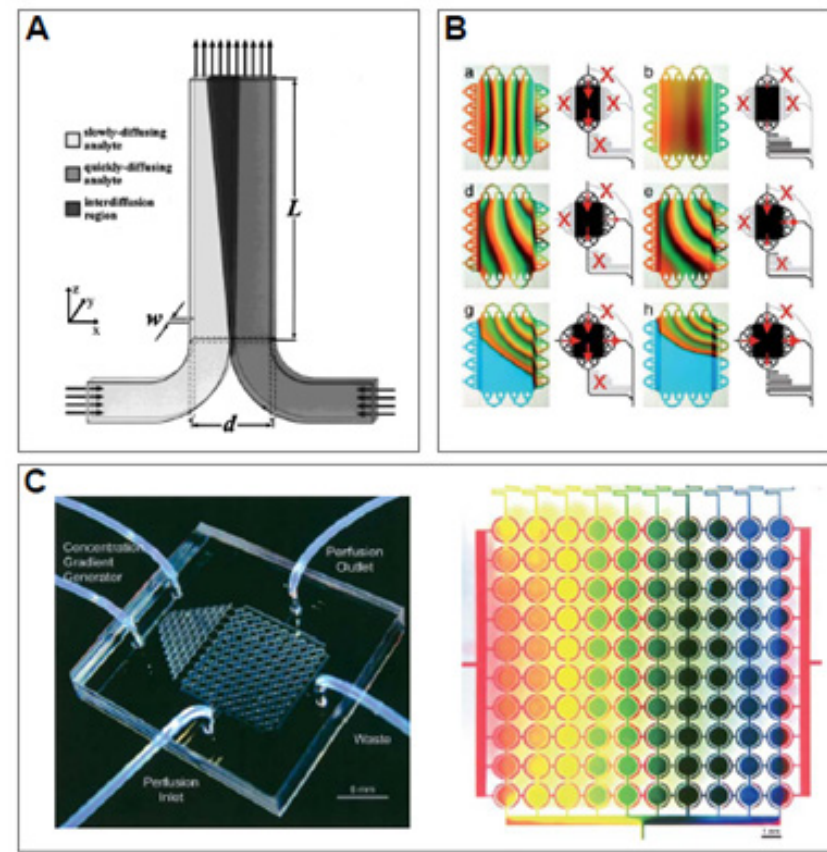 A
slowly-diffusing
analyte
quickly-diffusing
analyte
interdiffusion
region
L
z
y
x
w
d
B
a
b
X
X
X
X
X
d
e
X
X
X
X
X
g
h
X
X
X
C
Concentration
Gradient
Generator
Perfusion
Outlet
Perfusion
Inlet
Waste